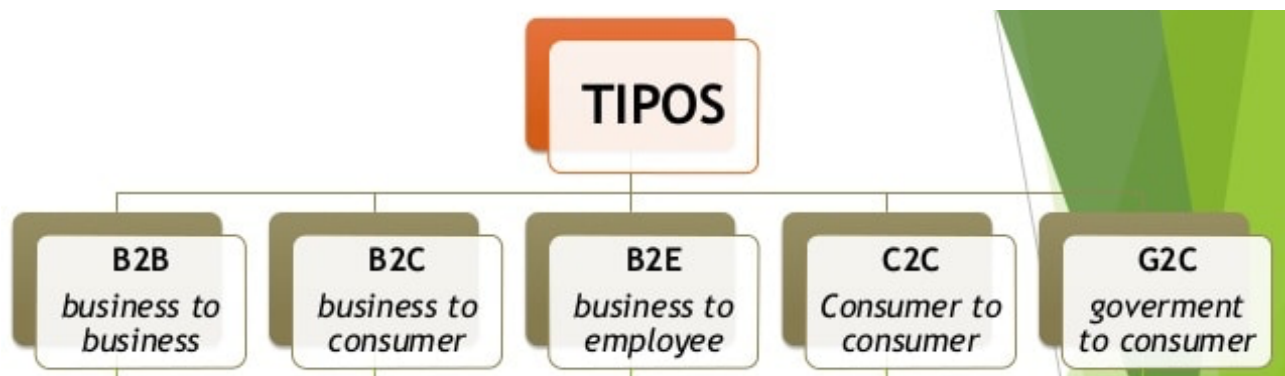 TIPOS
B2B
business to
business
B2C
business to
consumer
B2E
business to
employee
C2C
Consumer to
consumer
G2C
goverment
to consumer